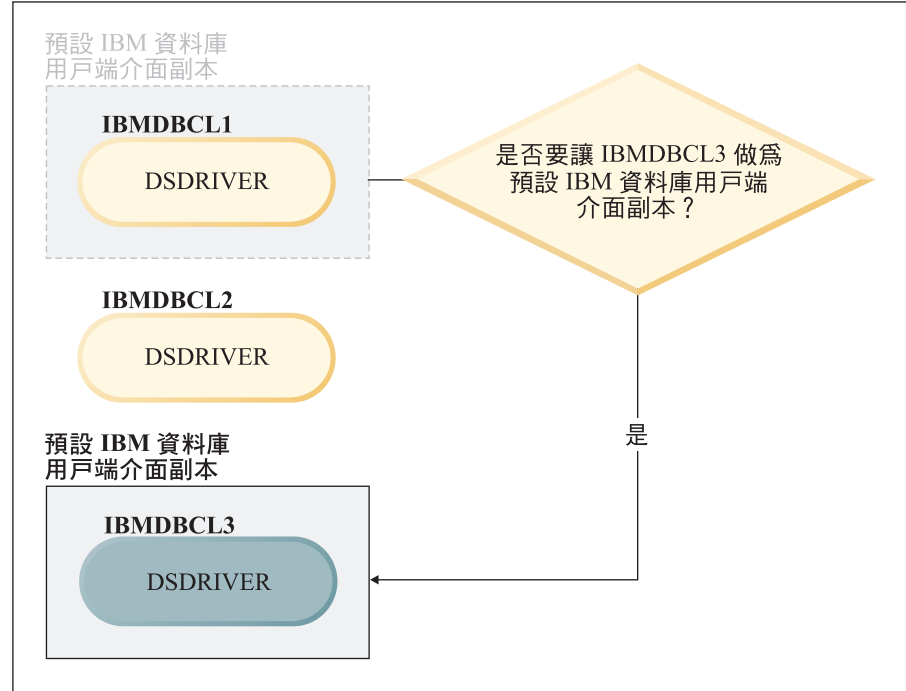 預設 IBM 資料庫
用戶端介面副本
IBMDBCL1
DSDRIVER
是否要讓 IBMDBCL3 做爲
預設 IBM 資料庫用戶端
介面副本？
IBMDBCL2
DSDRIVER
是
預設 IBM 資料庫
用戶端介面副本
IBMDBCL3
DSDRIVER